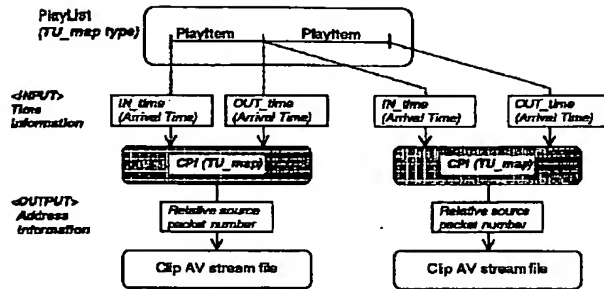 PlayList
(TU_map type)
PlayItem PlayItem
<INPUT>
Time
Information
IN_time
(Arrival Time)
OUT_time
(Arrival Time)
IN_time
(Arrival Time)
OUT_time
(Arrival Time)
CPI (TU_map)
CPI (TU_map)
<OUTPUT>
Address
Information
Relative source
packet number
Relative source
packet number
Clip AV stream file
Clip AV stream file